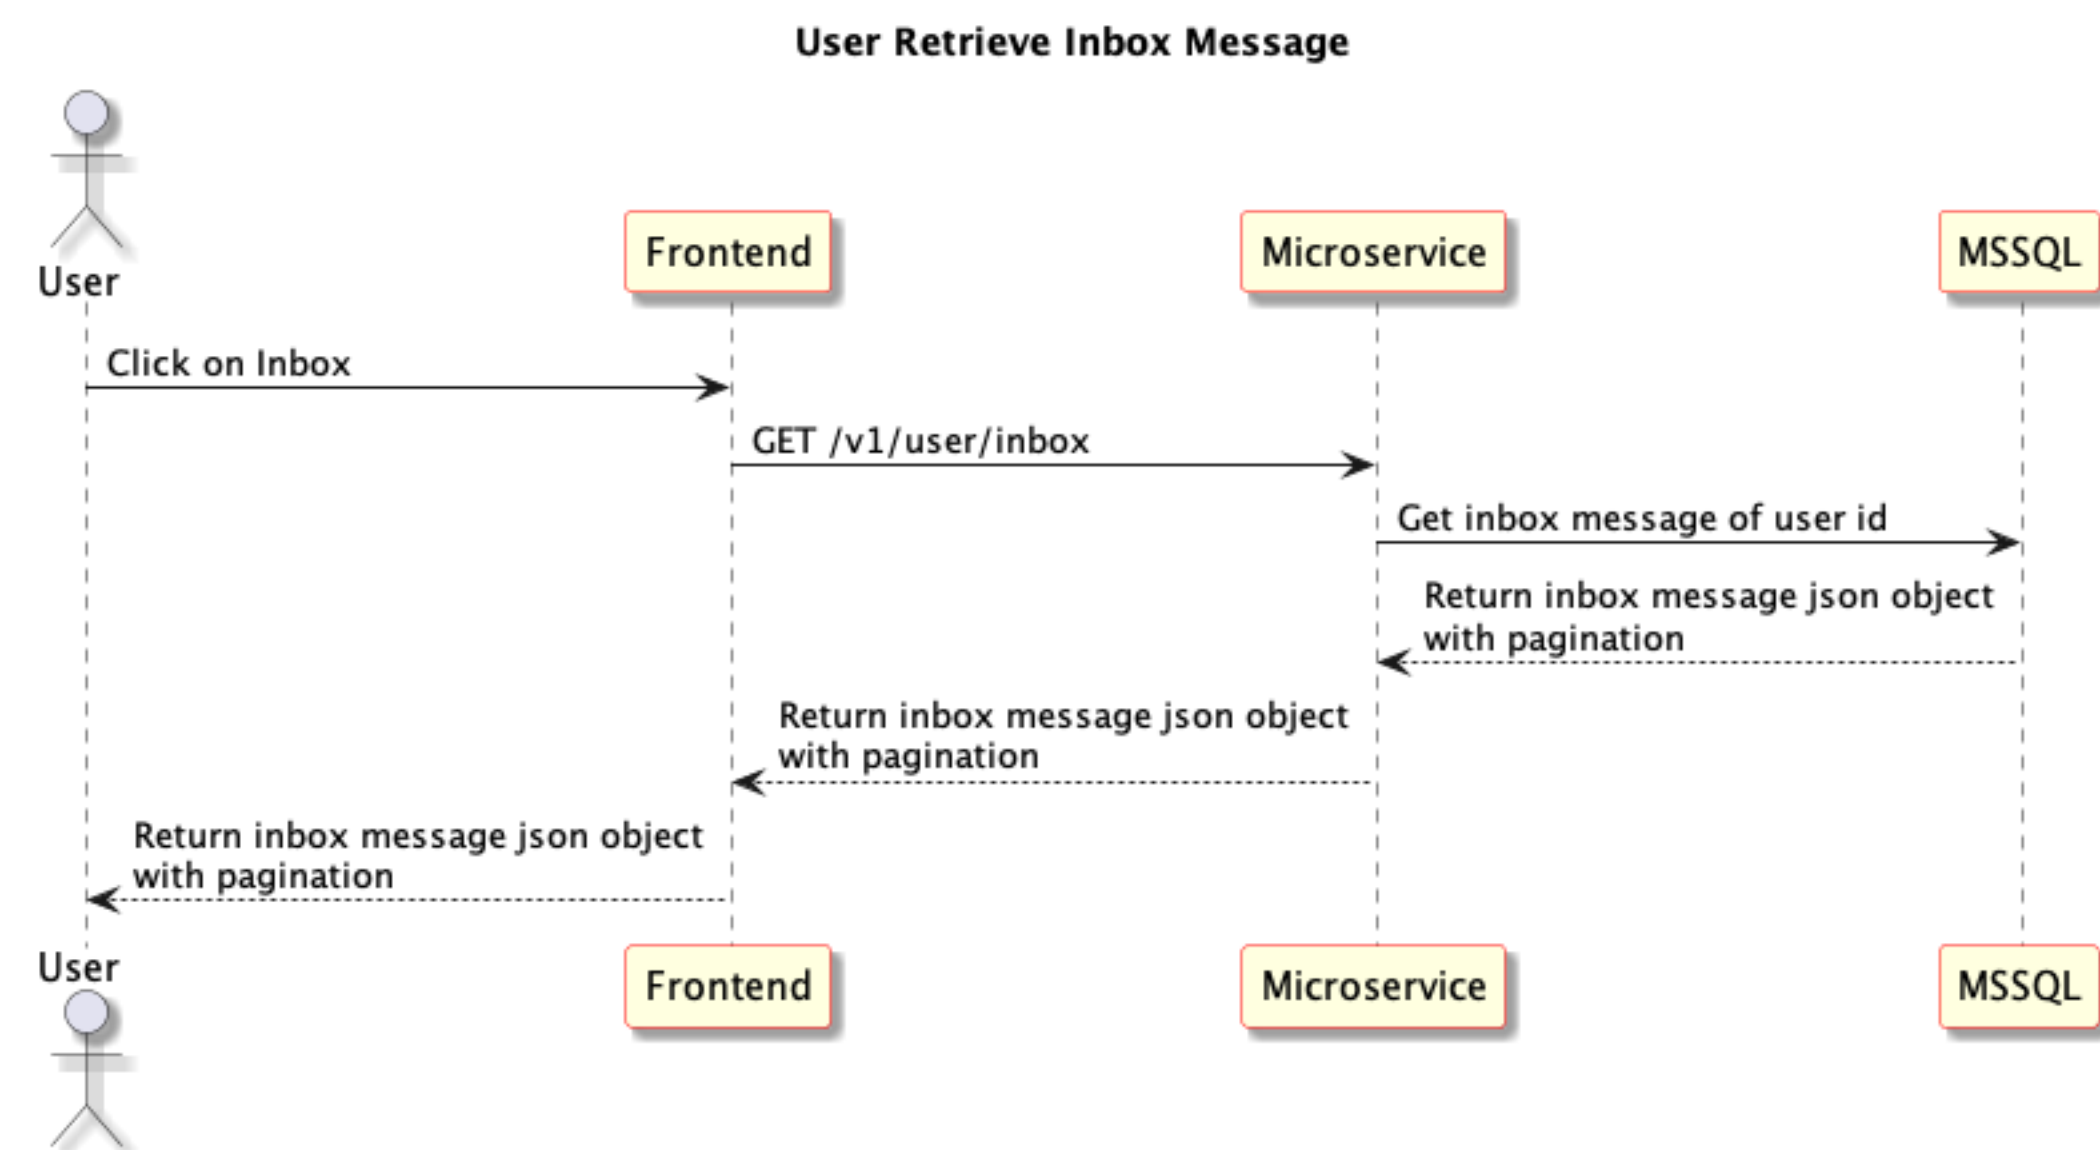 User Retrieve Inbox Message
User
Frontend
Microservice
MSSQL
Click on Inbox
GET /v1/user/inbox
Get inbox message of user id
Return inbox message json object
with pagination
Return inbox message json object
with pagination
Return inbox message json object
with pagination
User
Frontend
Microservice
MSSQL